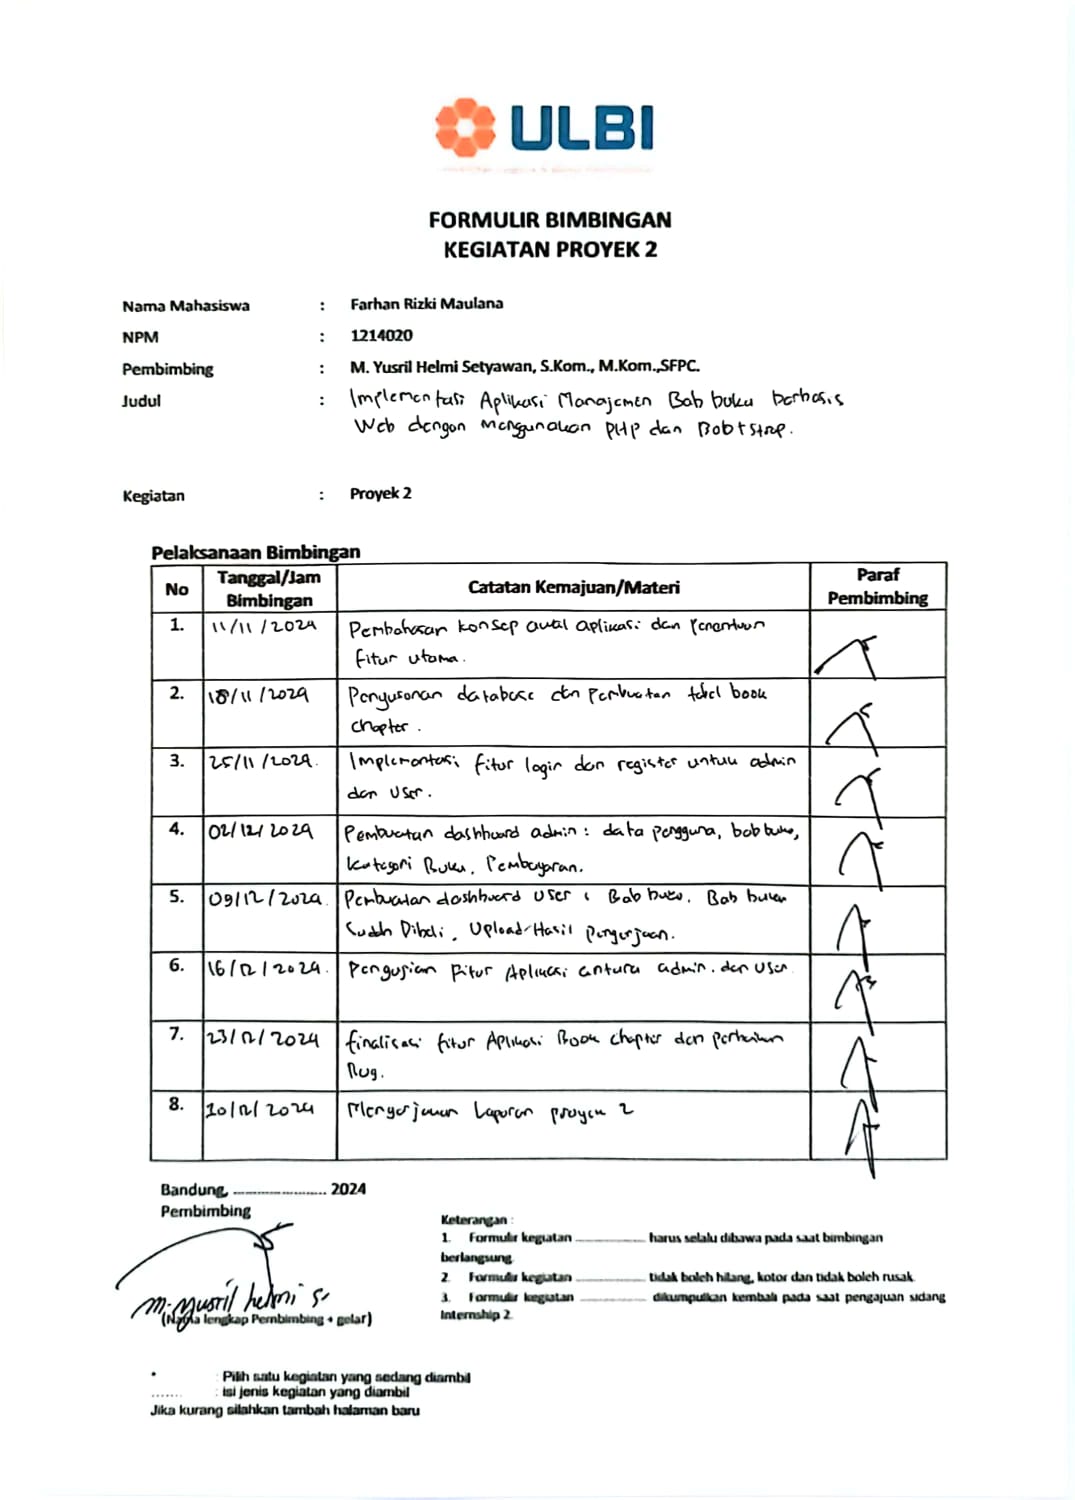 ULBI
FORMULIR BIMBINGAN
KEGIATAN PROYEK 2
Nama Mahasiswa : Farhan Rizki Maulana
NPM : 1214020
Pembimbing : M. Yusril Helmi Setyawan, S.Kom., M.Kom.,SFPC.
Judul : Implementasi Aplikasi Manajemen Bab buku berbasis
Web dengan Menggunakan PHP dan Bootstrap.
Kegiatan : Proyek 2
Pelaksanaan Bimbingan
No Tanggal/Jam Bimbingan Catatan Kemajuan/Materi Paraf Pembimbing
1. 11/11/2024 Pembahasan konsep awal aplikasi dan Penentuan
fitur utama.
2. 18/11/2024 Penyusunan database dan Pembuatan tabel book
chapter.
3. 25/11/2024. Implementasi fitur login dan register untuk admin
dan User.
4. 02/12/2024 Pembuatan dashboard admin : data pengguna, bab buku,
Kategori Buku, Pembayaran.
5. 09/12/2024. Pembuatan dashboard User : Bab buku, Bab buku
Sudah Dibeli, Upload Hasil Pengerjaan.
6. 16/12/2024. Pengujian Fitur Aplikasi antara admin dan User
7. 23/12/2024 finalisasi fitur Aplikasi Book chapter dan perbaikan
Bug.
8. 30/12/2024 Mengerjakan Laporan proyek 2
Bandung, .................... 2024
Pembimbing
M. Yusril helmi S.
(Nama lengkap Pembimbing + gelar)
Keterangan :
1. Formulir kegiatan .................... harus selalu dibawa pada saat bimbingan
berlangsung.
2. Formulir kegiatan .................... tidak boleh hilang, kotor dan tidak boleh rusak.
3. Formulir kegiatan .................... dikumpulkan kembali pada saat pengajuan sidang
Internship 2.
* : Pilih satu kegiatan yang sedang diambil
....... : isi jenis kegiatan yang diambil
Jika kurang silahkan tambah halaman baru